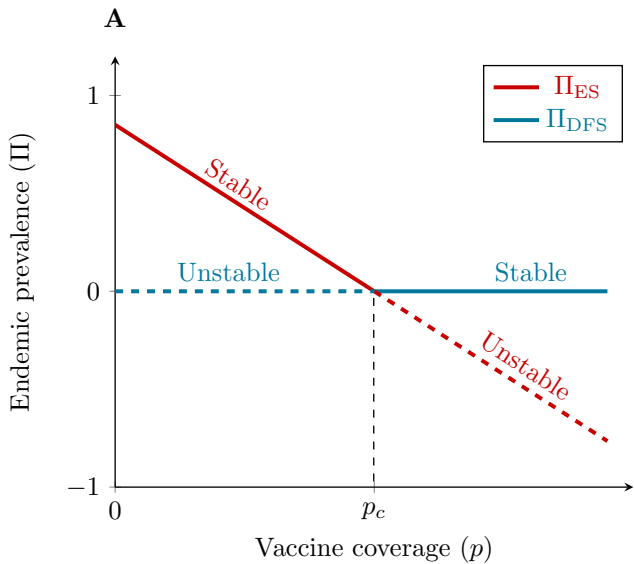 A
Π_ES
Π_DFS
Endemic prevalence (Π)
1
Stable
Unstable
Stable
0
Unstable
−1
0
p_c
Vaccine coverage (p)